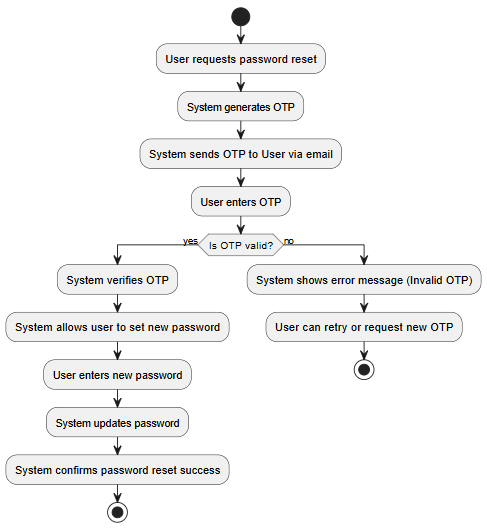 User requests password reset
System generates OTP
System sends OTP to User via email
User enters OTP
yes
Is OTP valid?
no
System verifies OTP
System shows error message (Invalid OTP)
System allows user to set new password
User can retry or request new OTP
User enters new password
System updates password
System confirms password reset success